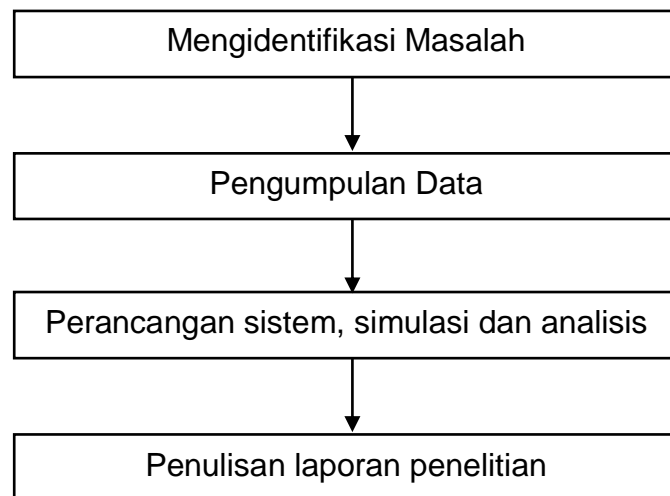 Mengidentifikasi Masalah
Pengumpulan Data
Perancangan sistem, simulasi dan analisis
Penulisan laporan penelitian